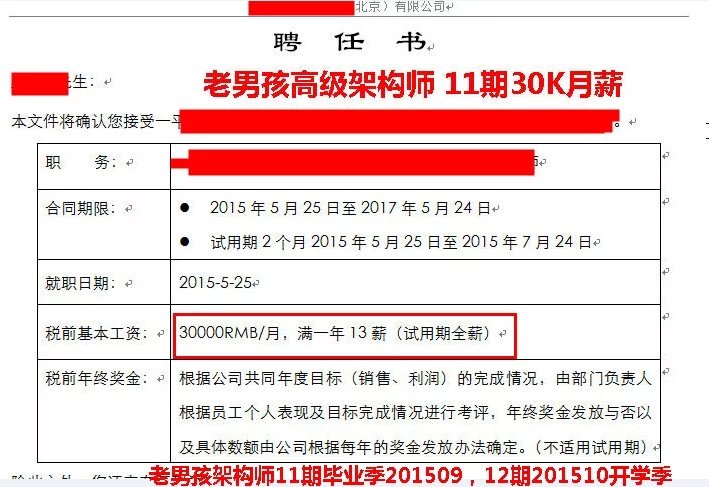 北京）有限公司
聘 任 书
先生：
老男孩高级架构师 11期30K月薪
本文件将确认您接受一
。
职 务：
合同期限：
● 2015 年 5 月 25 日至 2017 年 5 月 24 日
● 试用期 2 个月 2015 年 5 月 25 日至 2015 年 7 月 24 日
就职日期： 2015-5-25
税前基本工资： 30000RMB/月，满一年 13 薪（试用期全薪）
税前年终奖金： 根据公司共同年度目标（销售、利润）的完成情况，由部门负责人
根据员工个人表现及目标完成情况进行考评，年终奖金发放与否以
及具体数额由公司根据每年的奖金发放办法确定。（不适用试用期）
老男孩架构师11期毕业季201509，12期201510开学季